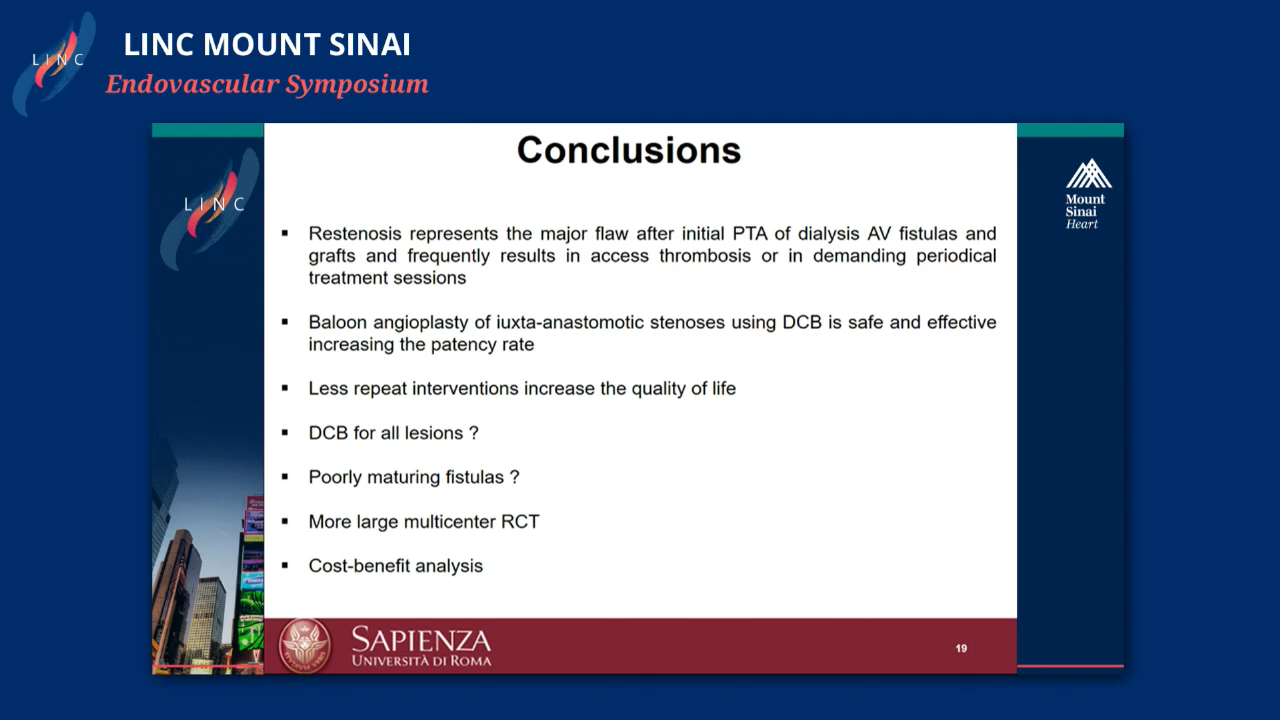 LINC
LINC MOUNT SINAI
Endovascular Symposium
LINC
Conclusions
Mount
Sinai
Heart
▪ Restenosis represents the major flaw after initial PTA of dialysis AV fistulas and
grafts and frequently results in access thrombosis or in demanding periodical
treatment sessions
▪ Baloon angioplasty of iuxta-anastomotic stenoses using DCB is safe and effective
increasing the patency rate
▪ Less repeat interventions increase the quality of life
▪ DCB for all lesions ?
▪ Poorly maturing fistulas ?
▪ More large multicenter RCT
▪ Cost-benefit analysis
SAPIENZA
UNIVERSITÀ DI ROMA
19